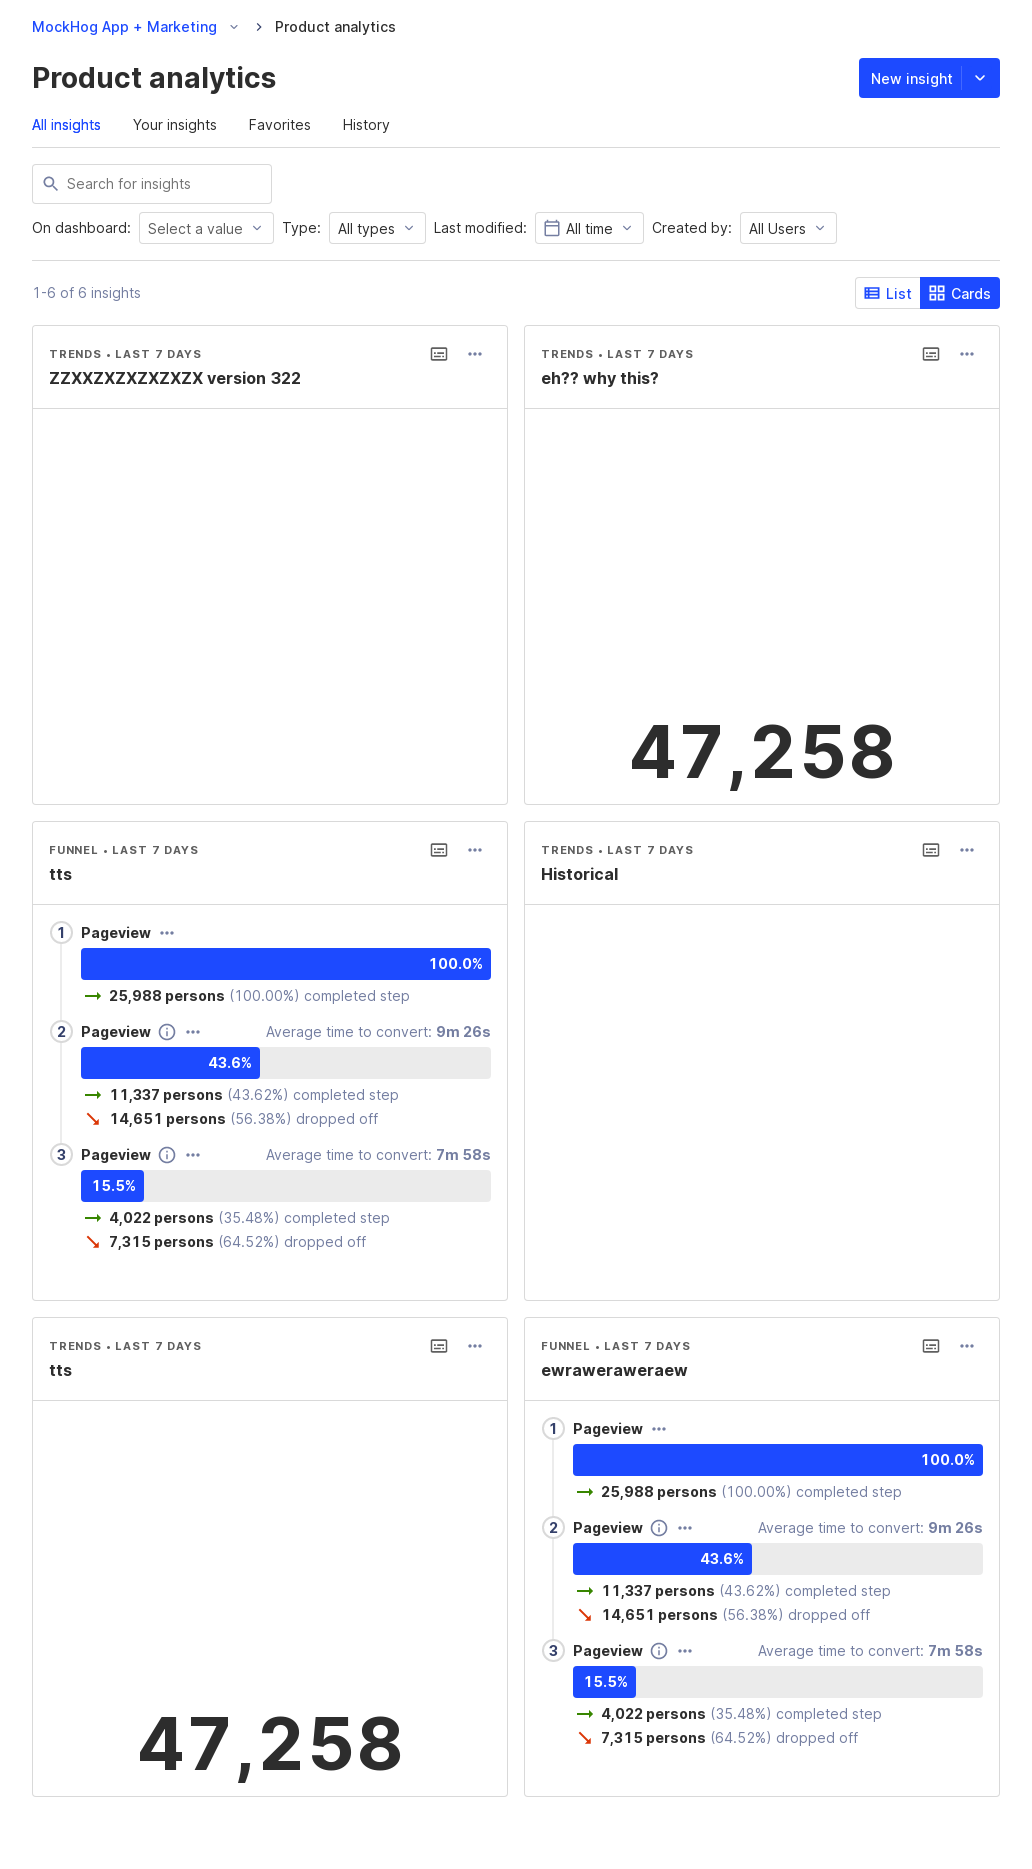 MockHog App + Marketing Product analytics
Product analytics
New insight
All insights Your insights Favorites History
Search for insights
On dashboard: Select a value Type: All types Last modified: All time Created by: All Users
1-6 of 6 insights
List Cards
TRENDS • LAST 7 DAYS
ZZXXZXZXZXZXZX version 322
TRENDS • LAST 7 DAYS
eh?? why this?
47,258
FUNNEL • LAST 7 DAYS
tts
1 Pageview
100.0%
25,988 persons (100.00%) completed step
2 Pageview Average time to convert: 9m 26s
43.6%
11,337 persons (43.62%) completed step
14,651 persons (56.38%) dropped off
3 Pageview Average time to convert: 7m 58s
15.5%
4,022 persons (35.48%) completed step
7,315 persons (64.52%) dropped off
TRENDS • LAST 7 DAYS
Historical
TRENDS • LAST 7 DAYS
tts
47,258
FUNNEL • LAST 7 DAYS
ewraweraweraew
1 Pageview
100.0%
25,988 persons (100.00%) completed step
2 Pageview Average time to convert: 9m 26s
43.6%
11,337 persons (43.62%) completed step
14,651 persons (56.38%) dropped off
3 Pageview Average time to convert: 7m 58s
15.5%
4,022 persons (35.48%) completed step
7,315 persons (64.52%) dropped off